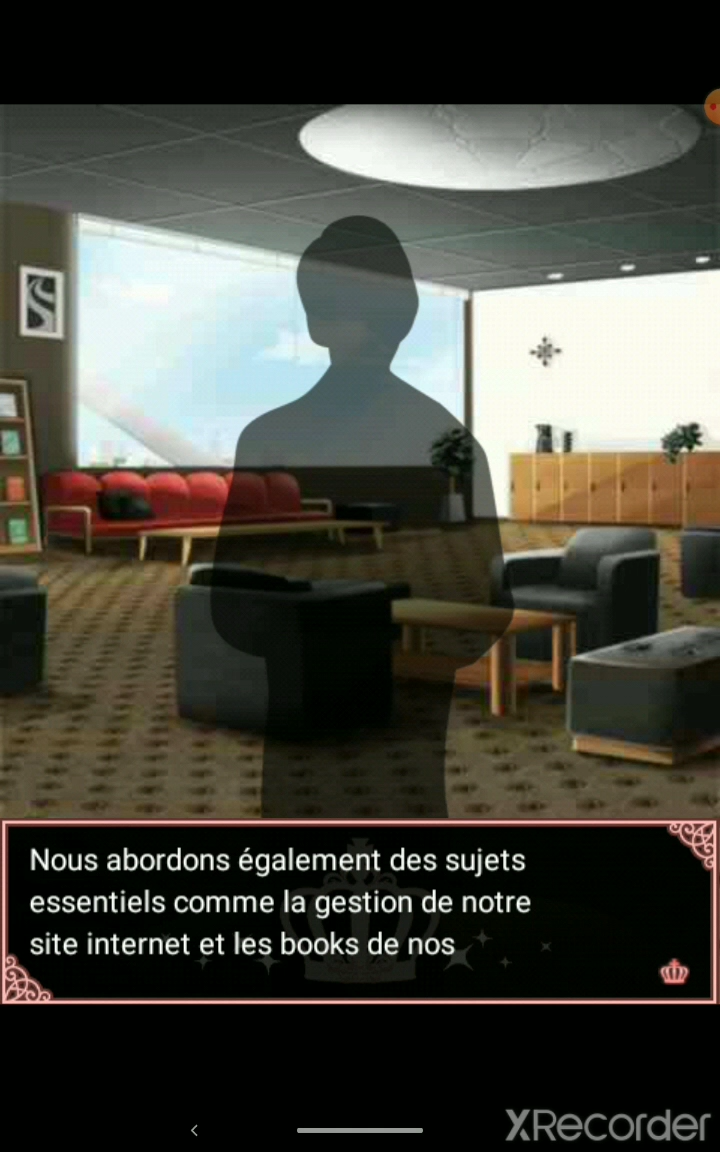 Nous abordons également des sujets
essentiels comme la gestion de notre
site internet et les books de nos
XRecorder